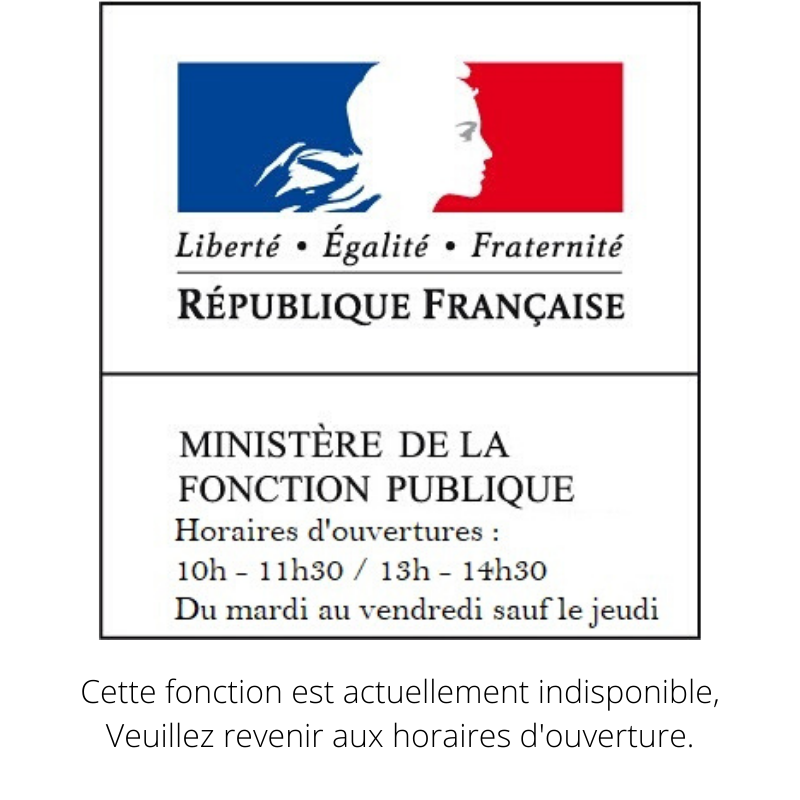 Liberté • Égalité • Fraternité
RÉPUBLIQUE FRANÇAISE
MINISTÈRE DE LA
FONCTION PUBLIQUE
Horaires d'ouvertures :
10h - 11h30 / 13h - 14h30
Du mardi au vendredi sauf le jeudi
Cette fonction est actuellement indisponible,
Veuillez revenir aux horaires d'ouverture.